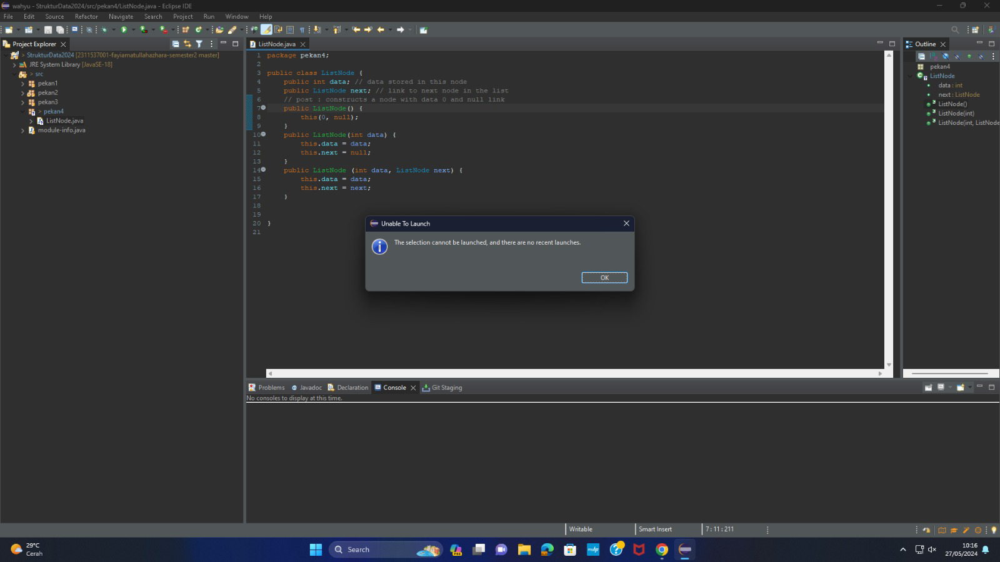 wahyu - StrukturData2024/src/pekan4/ListNode.java - Eclipse IDE
File Edit Source Refactor Navigate Search Project Run Window Help
Project Explorer
> StrukturData2024 [2311537001-fayiamatullahazhara-semester2 master]
JRE System Library [JavaSE-18]
> src
pekan1
pekan2
pekan3
> pekan4
ListNode.java
module-info.java
ListNode.java
1 package pekan4;
2
3 public class ListNode {
4 public int data; // data stored in this node
5 public ListNode next; // link to next node in the list
6 // post : constructs a node with data 0 and null link
7 public ListNode() {
8 this(0, null);
9 }
10 public ListNode(int data) {
11 this.data = data;
12 this.next = null;
13 }
14 public ListNode (int data, ListNode next) {
15 this.data = data;
16 this.next = next;
17 }
18
19
20 }
21
Unable To Launch
The selection cannot be launched, and there are no recent launches.
OK
Outline
pekan4
ListNode
data : int
next : ListNode
ListNode()
ListNode(int)
ListNode(int, ListNode
Problems Javadoc Declaration Console Git Staging
No consoles to display at this time.
Writable Smart Insert 7 : 11 : 211
29°C
Cerah
Search
PRE
mhp
10:16
27/05/2024